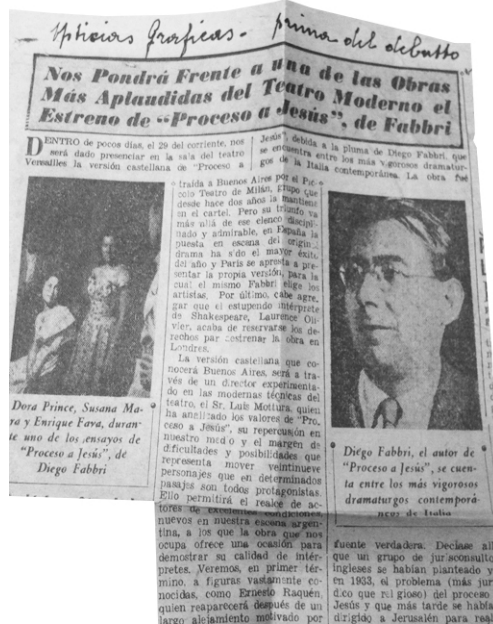 Noticias Graficas - prima del debutto
Nos Pondrá Frente a una de las Obras
Más Aplaudidas del Teatro Moderno el
Estreno de “Proceso a Jesús”, de Fabbri
DENTRO de pocos días, el 29 del corriente, nos
será dado presenciar en la sala del teatro
Versailles la versión castellana de “Proceso a
Jesús”, debida a la pluma de Diego Fabbri, que
se encuentra entre los más vigorosos dramatur-
gos de la Italia contemporánea. La obra fué
traída a Buenos Aires por el Pic-
colo Teatro de Milán, grupo que
desde hace dos años la mantiene
en el cartel. Pero su triunfo va
más allá de ese elenco discipli-
nado y admirable, en España la
puesta en escena del original
drama ha sido el mayor éxito
del año y París se apresta a pre-
sentar la propia versión, para la
cual el mismo Fabbri elige los
artistas. Por último, cabe agre-
gar que el estupendo intérprete
de Shakespeare, Laurence Oli-
vier, acaba de reservarse los de-
rechos par estrenar la obra en
Londres.
La versión castellana que co-
nocerá Buenos Aires, será a tra-
vés de un director experimenta-
do en las modernas técnicas del
teatro, el Sr. Luis Mottura, quien
ha analizado los valores de “Pro-
ceso a Jesús”, su repercusión en
nuestro medio y el margen de
dificultades y posibilidades que
representa mover veintinueve
personajes que en determinados
pasajes son todos protagonistas.
Ello permitirá el realce de ac-
tores de excelentes condiciones
nuevos en nuestra escena argen-
tina, a los que la obra que nos
ocupa ofrece una ocasión para
demostrar su calidad de intér-
pretes. Veremos, en primer tér-
mino, a figuras vastamente co-
nocidas, como Ernesto Raquén,
quien reaparecerá después de un
largo alejamiento motivado por
Dora Prince, Susana Ma-
ra y Enrique Fava, duran-
te uno de los ensayos de
“Proceso a Jesús”, de
Diego Fabbri
Diego Fabbri, el autor de
“Proceso a Jesús”, se cuen-
ta entre los más vigorosos
dramaturgos contemporá-
neos de Italia
fuente verdadera. Decíase allí
que un grupo de jurisconsultos
ingleses se habían planteado ya
en 1933, el problema (más jurí-
dico que religioso) del proceso
Jesús y que más tarde se había
dirigido a Jerusalén para